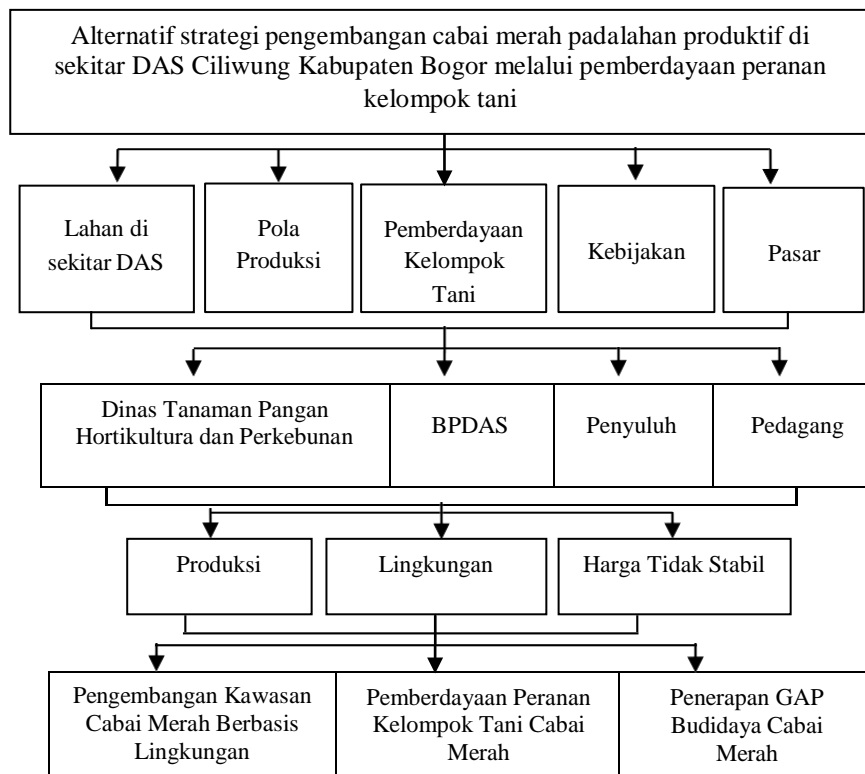 Alternatif strategi pengembangan cabai merah padalahan produktif di
sekitar DAS Ciliwung Kabupaten Bogor melalui pemberdayaan peranan
kelompok tani
Lahan di
sekitar DAS
Pola
Produksi
Pemberdayaan
Kelompok
Tani
Kebijakan
Pasar
Dinas Tanaman Pangan
Hortikultura dan Perkebunan
BPDAS
Penyuluh
Pedagang
Produksi
Lingkungan
Harga Tidak Stabil
Pengembangan Kawasan
Cabai Merah Berbasis
Lingkungan
Pemberdayaan Peranan
Kelompok Tani Cabai
Merah
Penerapan GAP
Budidaya Cabai
Merah